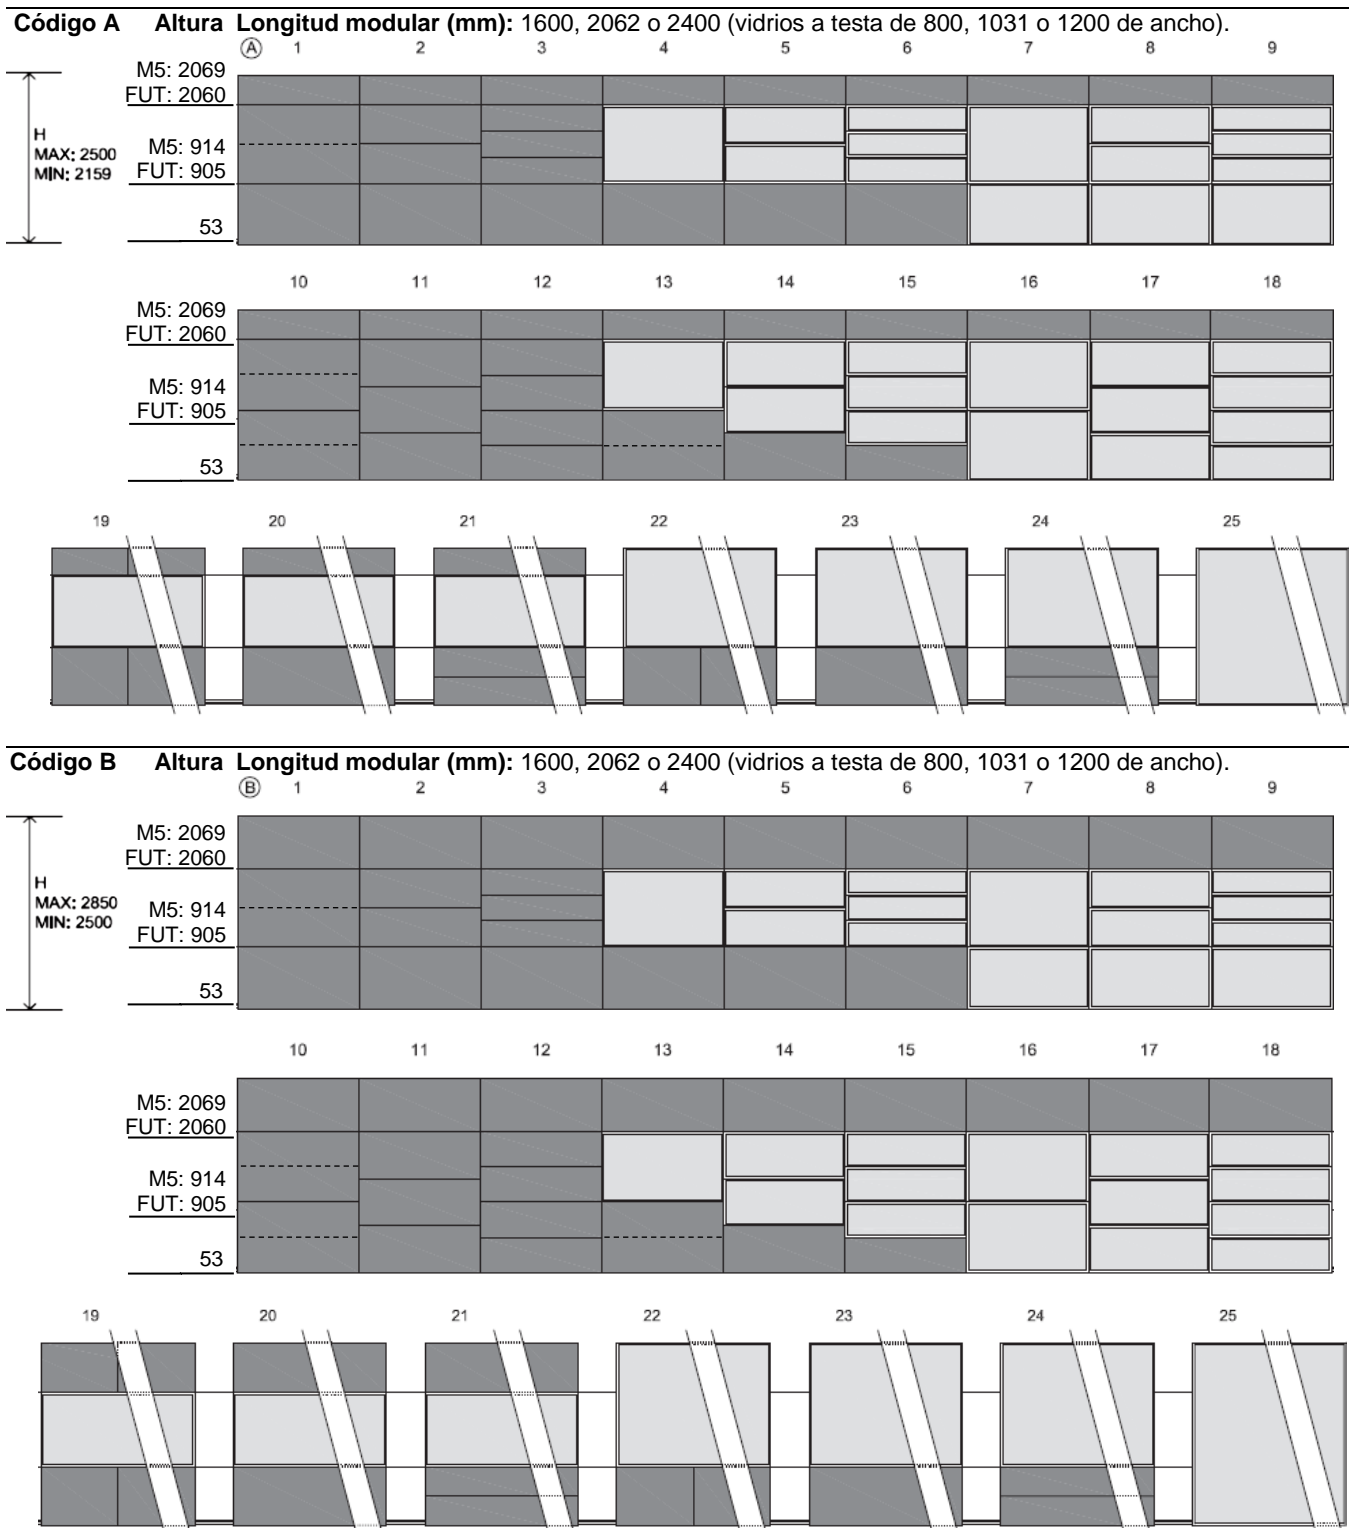 Código A Altura Longitud modular (mm): 1600, 2062 o 2400 (vidrios a testa de 800, 1031 o 1200 de ancho).
A 1 2 3 4 5 6 7 8 9
M5: 2069
FUT: 2060
H
MAX: 2500
MIN: 2159
M5: 914
FUT: 905
53
10 11 12 13 14 15 16 17 18
M5: 2069
FUT: 2060
M5: 914
FUT: 905
53
19 20 21 22 23 24 25
Código B Altura Longitud modular (mm): 1600, 2062 o 2400 (vidrios a testa de 800, 1031 o 1200 de ancho).
B 1 2 3 4 5 6 7 8 9
M5: 2069
FUT: 2060
H
MAX: 2850
MIN: 2500
M5: 914
FUT: 905
53
10 11 12 13 14 15 16 17 18
M5: 2069
FUT: 2060
M5: 914
FUT: 905
53
19 20 21 22 23 24 25